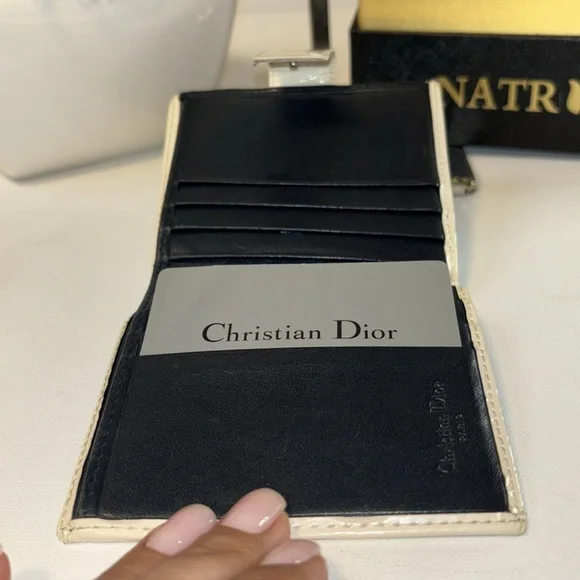 NATR
Christian Dior
Christian Dior
PARIS